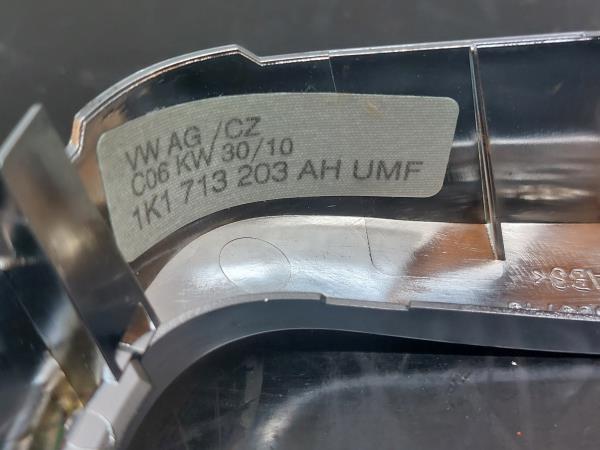 VW AG /CZ
C06 KW 30/10
1K1 713 203 AH UMF